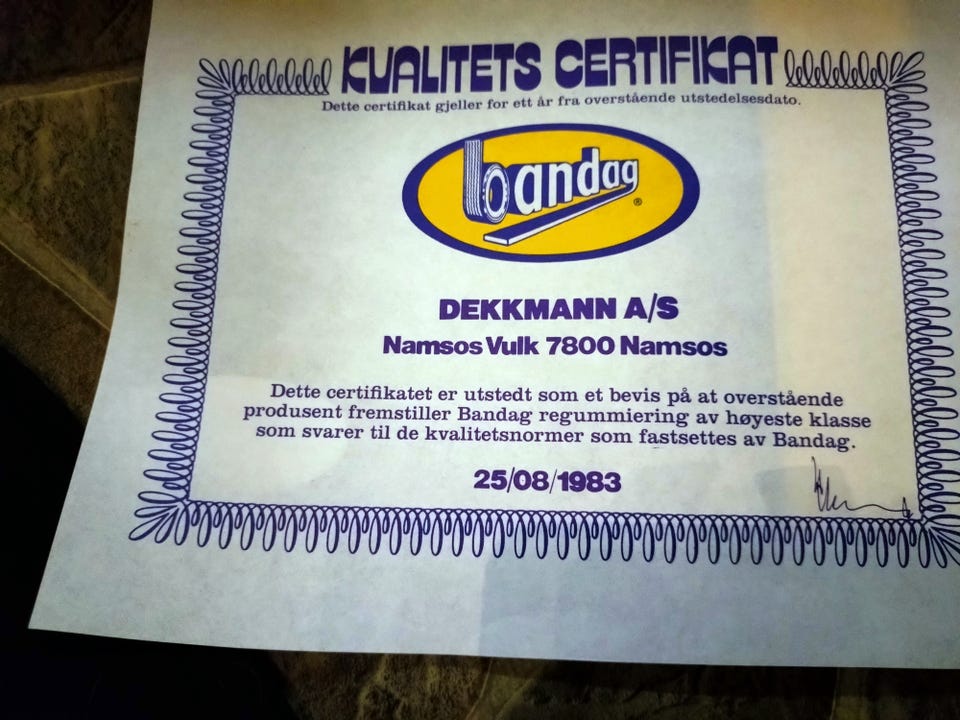 KVALITETS CERTIFIKAT
Dette certifikat gjeller for ett år fra overstående utstedelsesdato.
bandag®
DEKKMANN A/S
Namsos Vulk 7800 Namsos
Dette certifikatet er utstedt som et bevis på at overstående
produsent fremstiller Bandag regummiering av høyeste klasse
som svarer til de kvalitetsnormer som fastsettes av Bandag.
25/08/1983